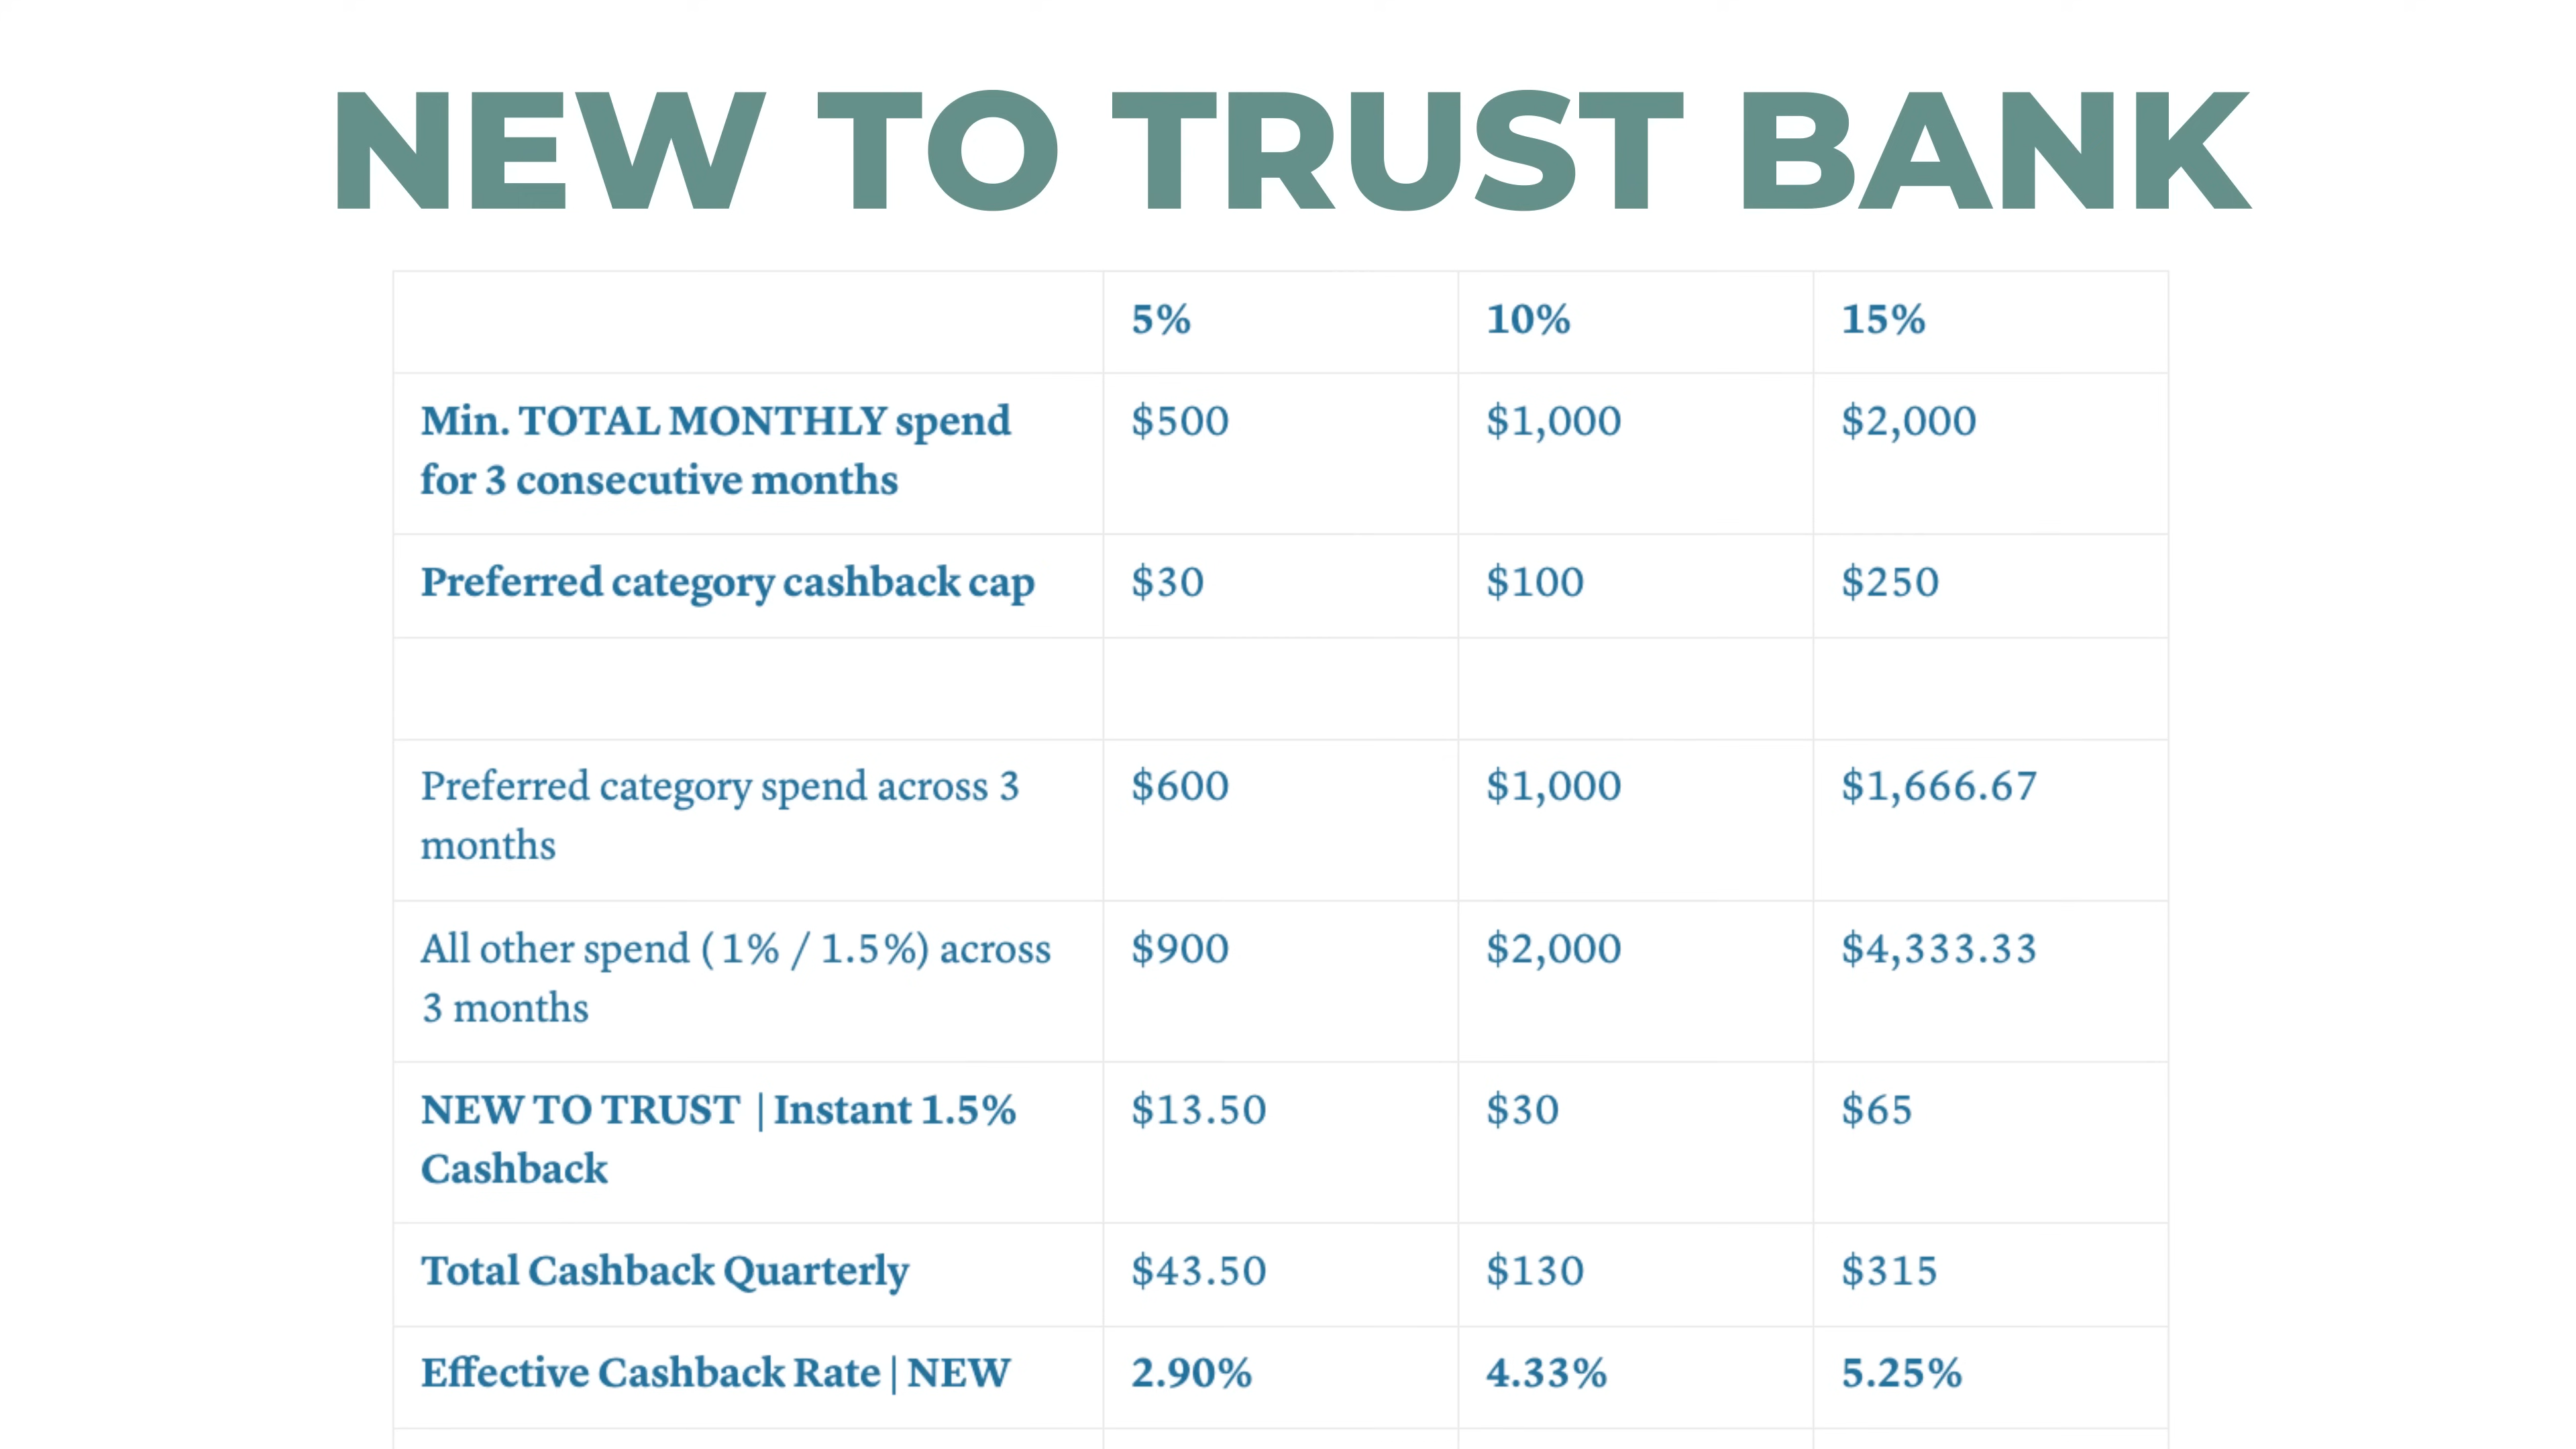 NEW TO TRUST BANK
5% 10% 15%
Min. TOTAL MONTHLY spend $500 $1,000 $2,000
for 3 consecutive months
Preferred category cashback cap $30 $100 $250
Preferred category spend across 3 $600 $1,000 $1,666.67
months
All other spend (1% / 1.5%) across $900 $2,000 $4,333.33
3 months
NEW TO TRUST | Instant 1.5% $13.50 $30 $65
Cashback
Total Cashback Quarterly $43.50 $130 $315
Effective Cashback Rate | NEW 2.90% 4.33% 5.25%